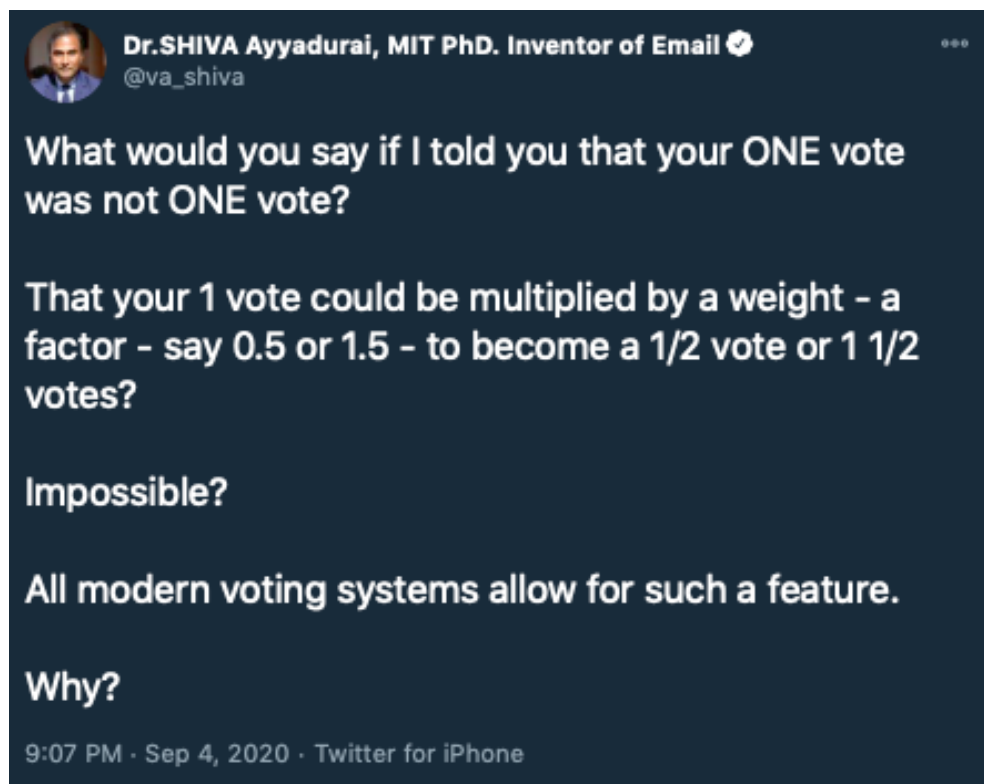 Dr.SHIVA Ayyadurai, MIT PhD. Inventor of Email
@va_shiva
What would you say if I told you that your ONE vote
was not ONE vote?
That your 1 vote could be multiplied by a weight - a
factor - say 0.5 or 1.5 - to become a 1/2 vote or 1 1/2
votes?
Impossible?
All modern voting systems allow for such a feature.
Why?
9:07 PM · Sep 4, 2020 · Twitter for iPhone